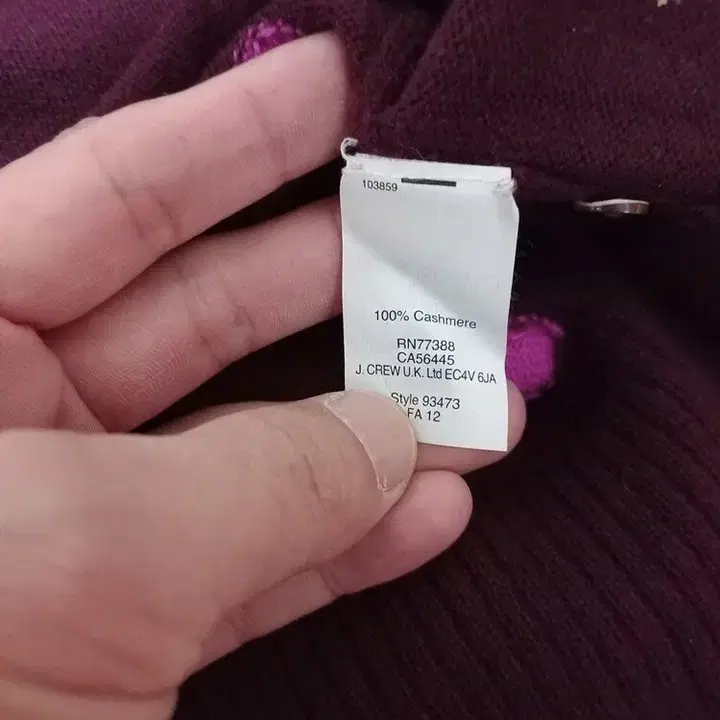 103859
100% Cashmere
RN77388
CA56445
J. CREW U.K. Ltd EC4V 6JA
Style 93473
FA 12